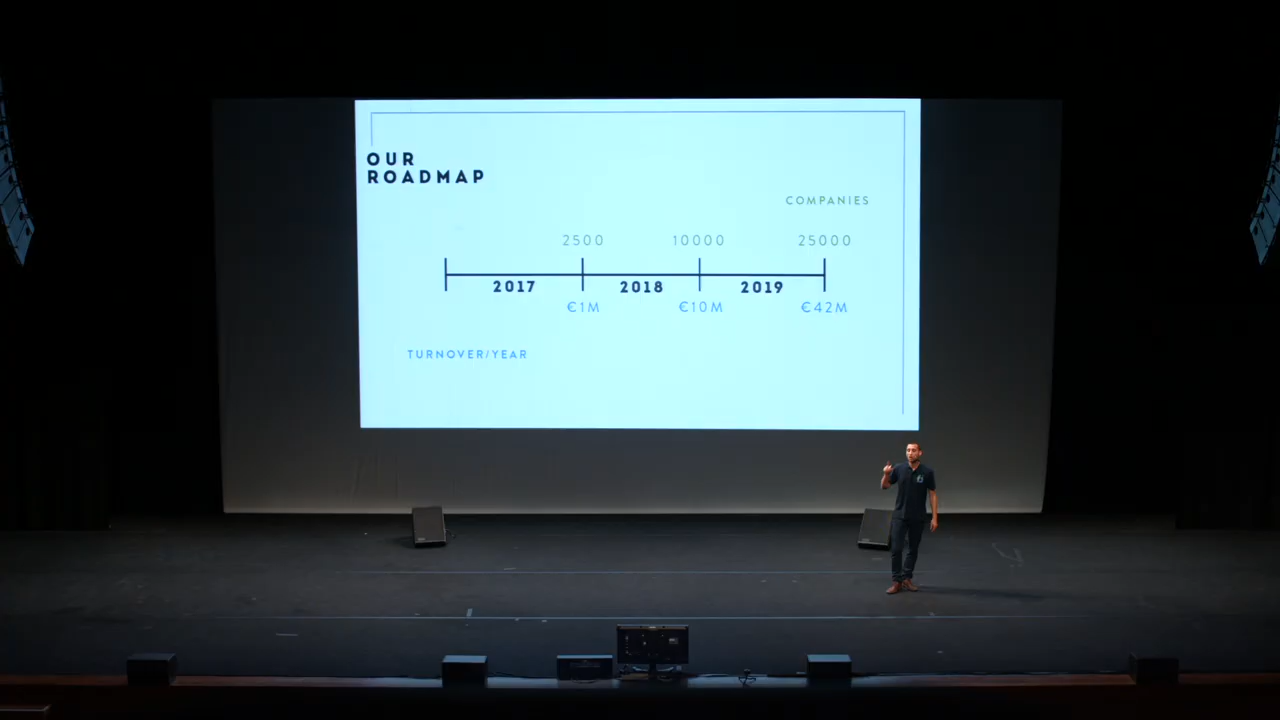 OUR
ROADMAP
COMPANIES
2500 10000 25000
2017 2018 2019
€1M €10M €42M
TURNOVER/YEAR